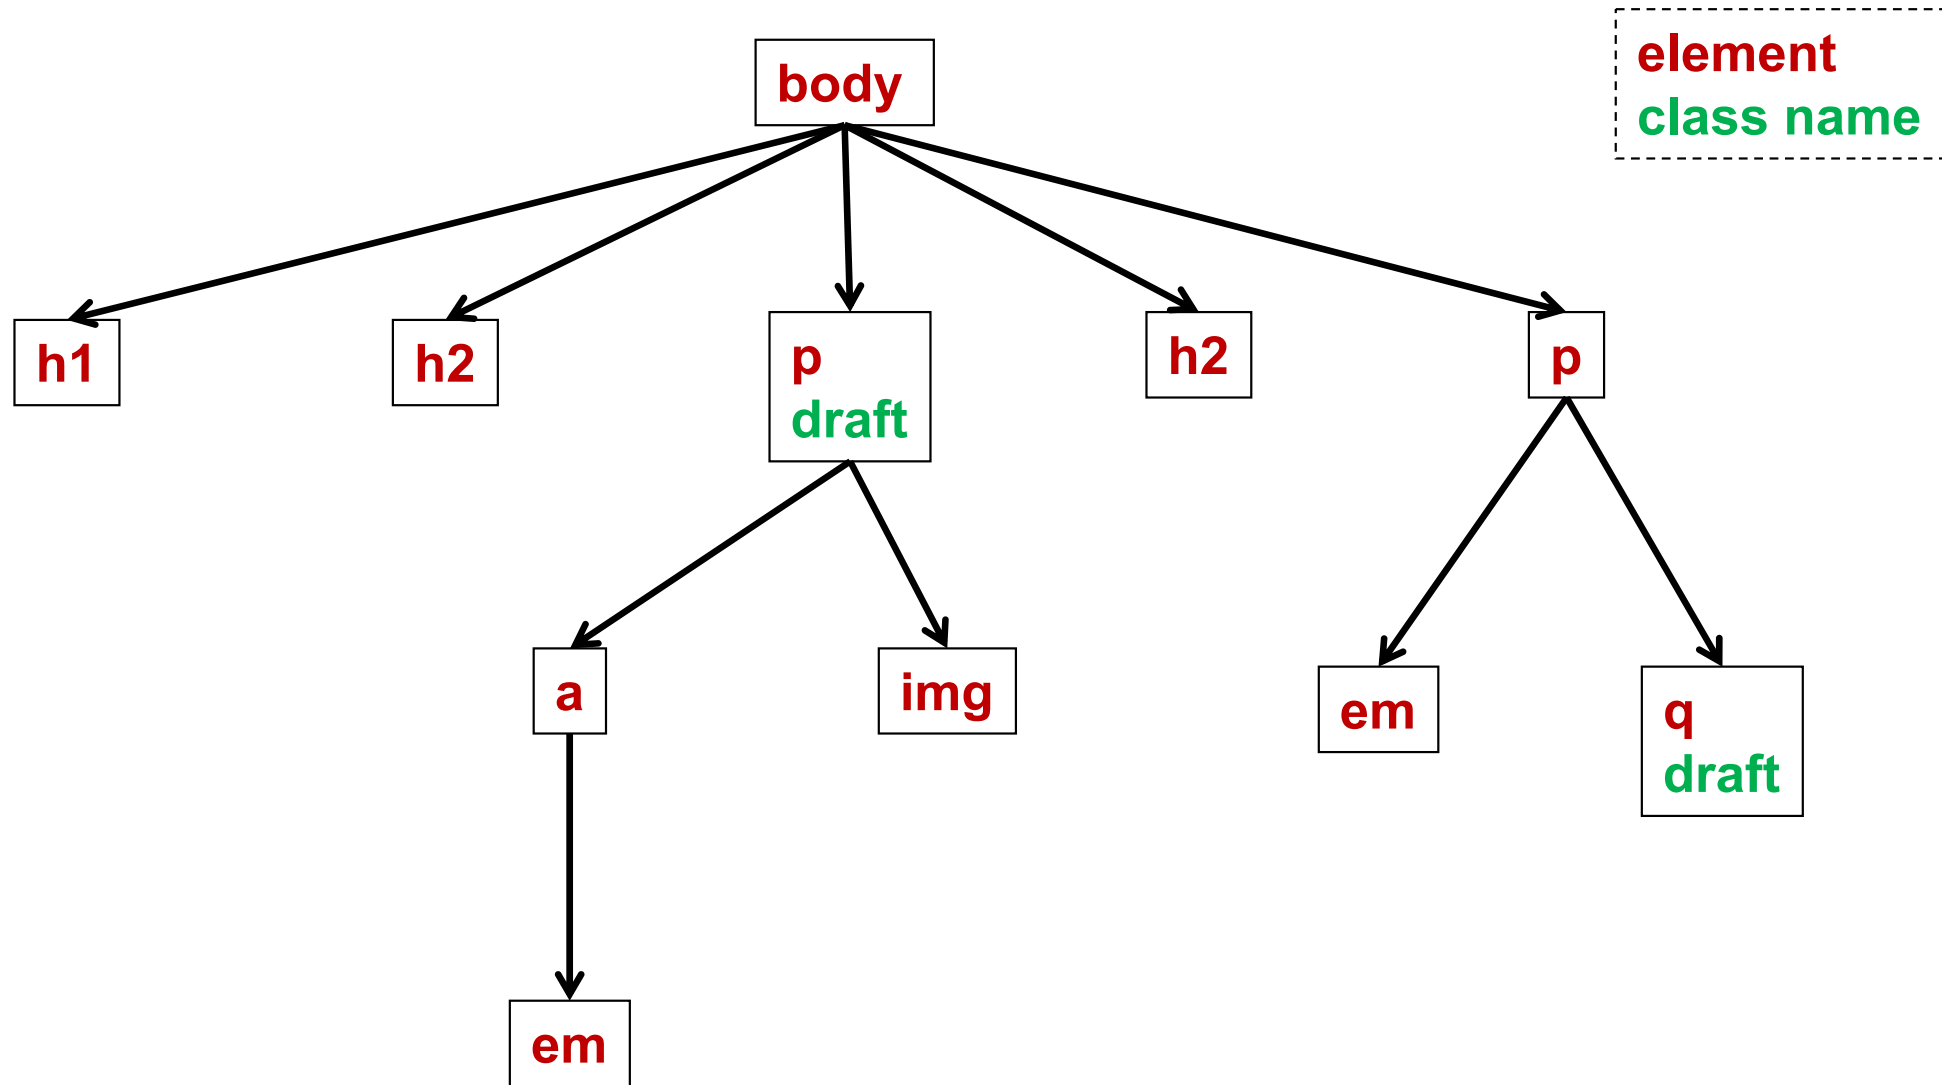 element
class name
body
h1
h2
p
draft
h2
p
a
img
em
q
draft
em